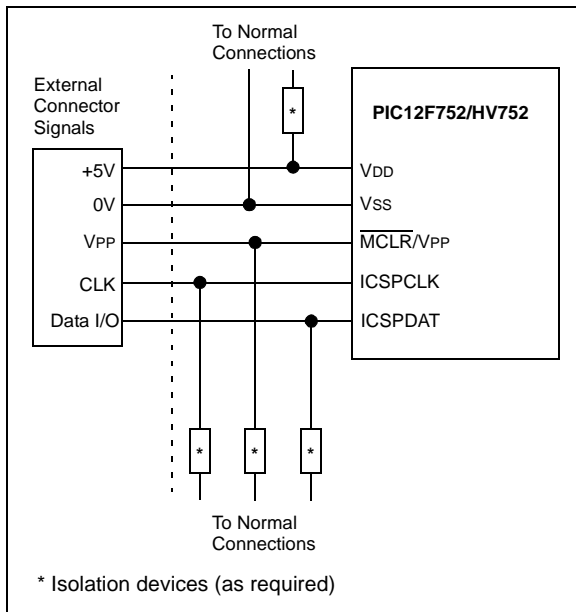 To Normal
Connections
External
Connector
Signals
PIC12F752/HV752
*
+5V
VDD
0V
VSS
VPP
MCLR/VPP
CLK
ICSPCLK
Data I/O
ICSPDAT
* * *
To Normal
Connections
* Isolation devices (as required)